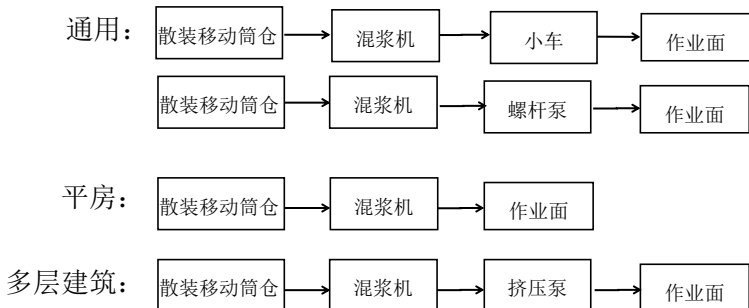 通用： 散装移动筒仓 混浆机 小车 作业面
散装移动筒仓 混浆机 螺杆泵 作业面
平房： 散装移动筒仓 混浆机 作业面
多层建筑： 散装移动筒仓 混浆机 挤压泵 作业面